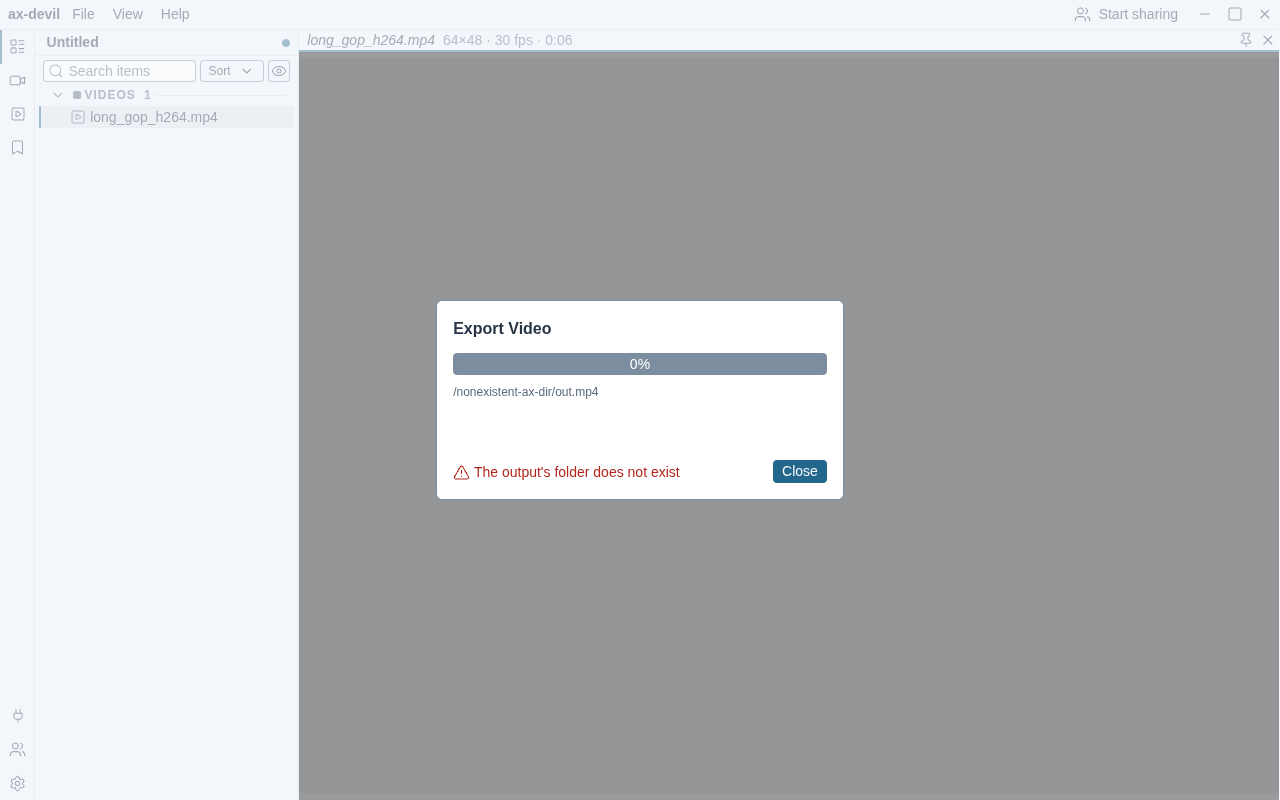 ax-devil File View Help Start sharing
Untitled
long_gop_h264.mp4 64×48 · 30 fps · 0:06
Search items Sort
VIDEOS 1
long_gop_h264.mp4
Export Video
0%
/nonexistent-ax-dir/out.mp4
The output's folder does not exist Close